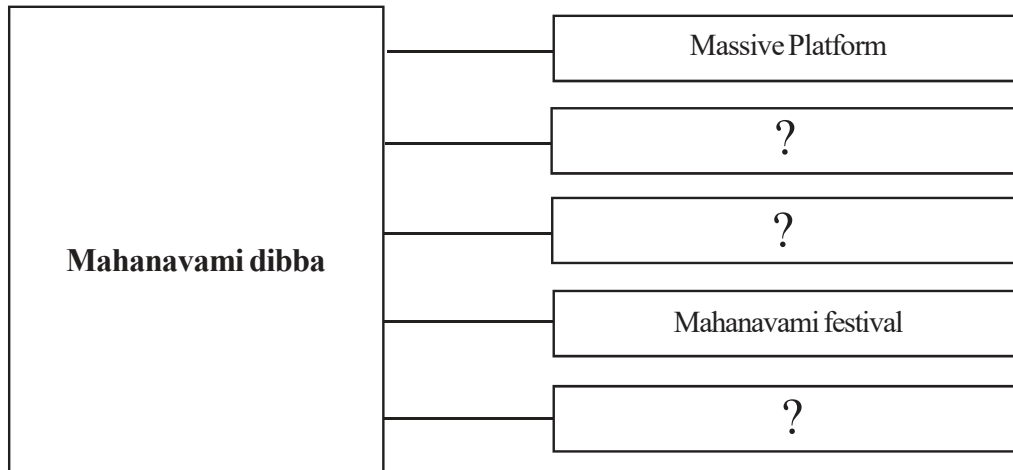 Massive Platform
?
?
Mahanavami dibba
Mahanavami festival
?